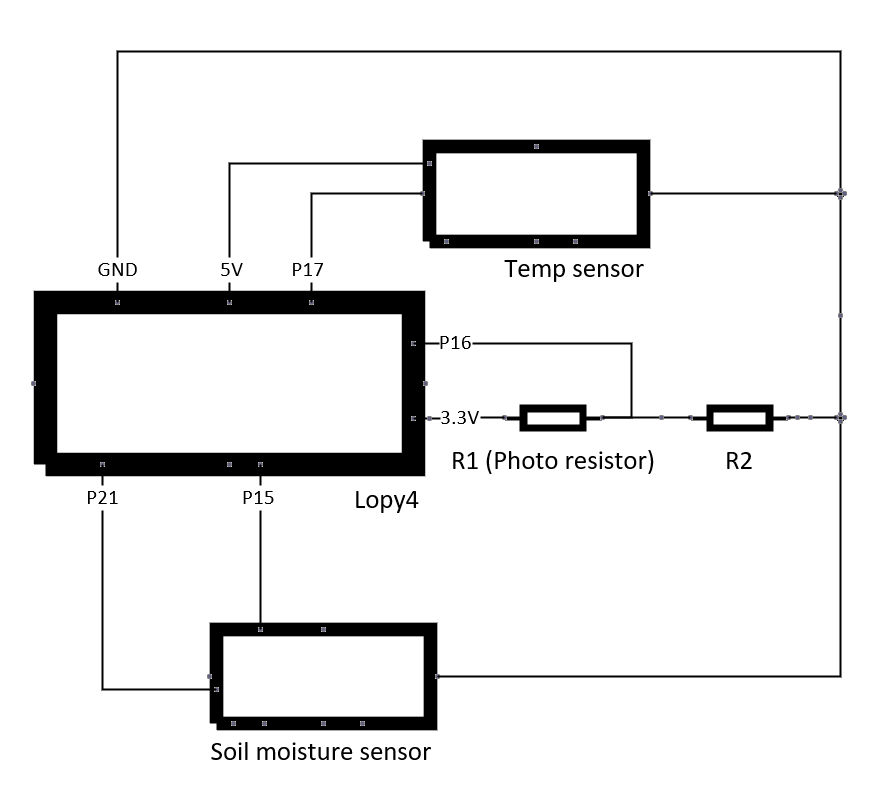 GND
5V
P17
Temp sensor
P16
3.3V
R1 (Photo resistor)
R2
P21
P15
Lopy4
Soil moisture sensor